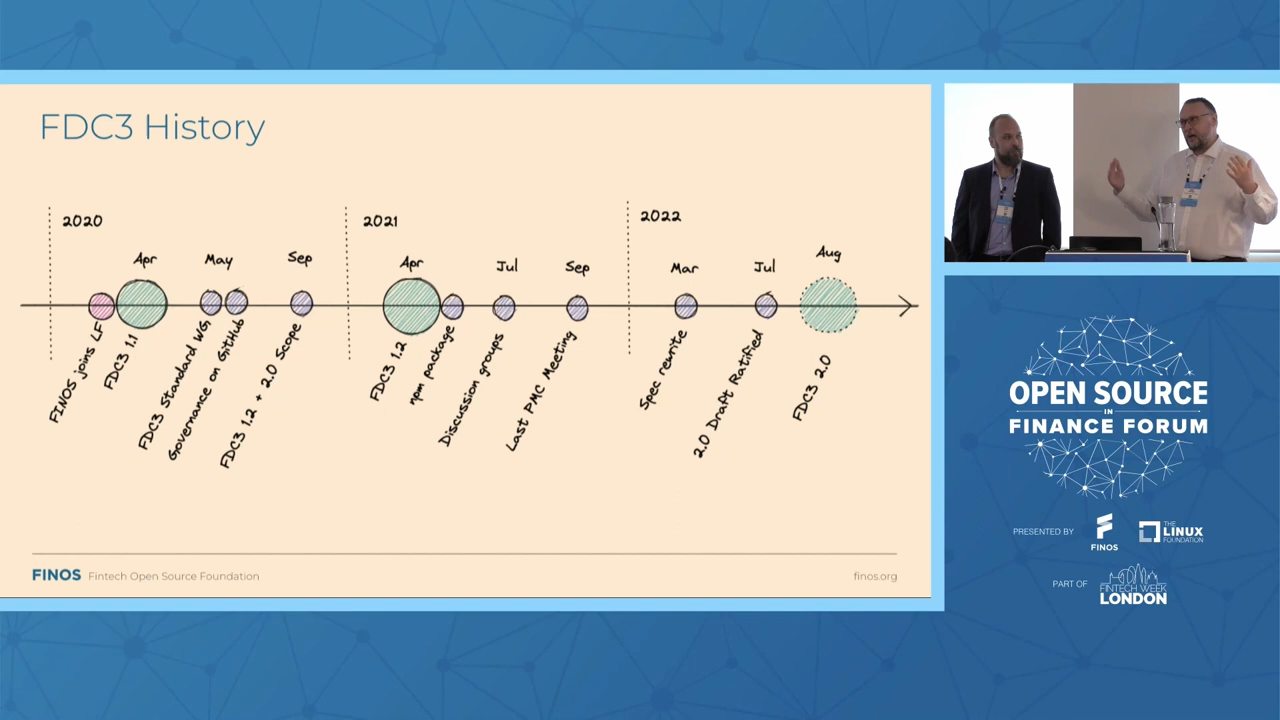 FDC3 History
2020
2021
2022
Apr
May
Sep
Apr
Jul
Sep
Mar
Jul
Aug
FINOS joins LF
FDC3 1.1
FDC3 Standard WG
Governance on GitHub
FDC3 1.2 + 2.0 Scope
FDC3 1.2
npm package
Discussion groups
Last PMC Meeting
Spec rewrite
2.0 Draft Ratified
FDC3 2.0
FINOS Fintech Open Source Foundation
finos.org
OPEN SOURCE
IN
FINANCE FORUM
PRESENTED BY
FINOS
THE
LINUX
FOUNDATION
PART OF
FINTECH WEEK
LONDON